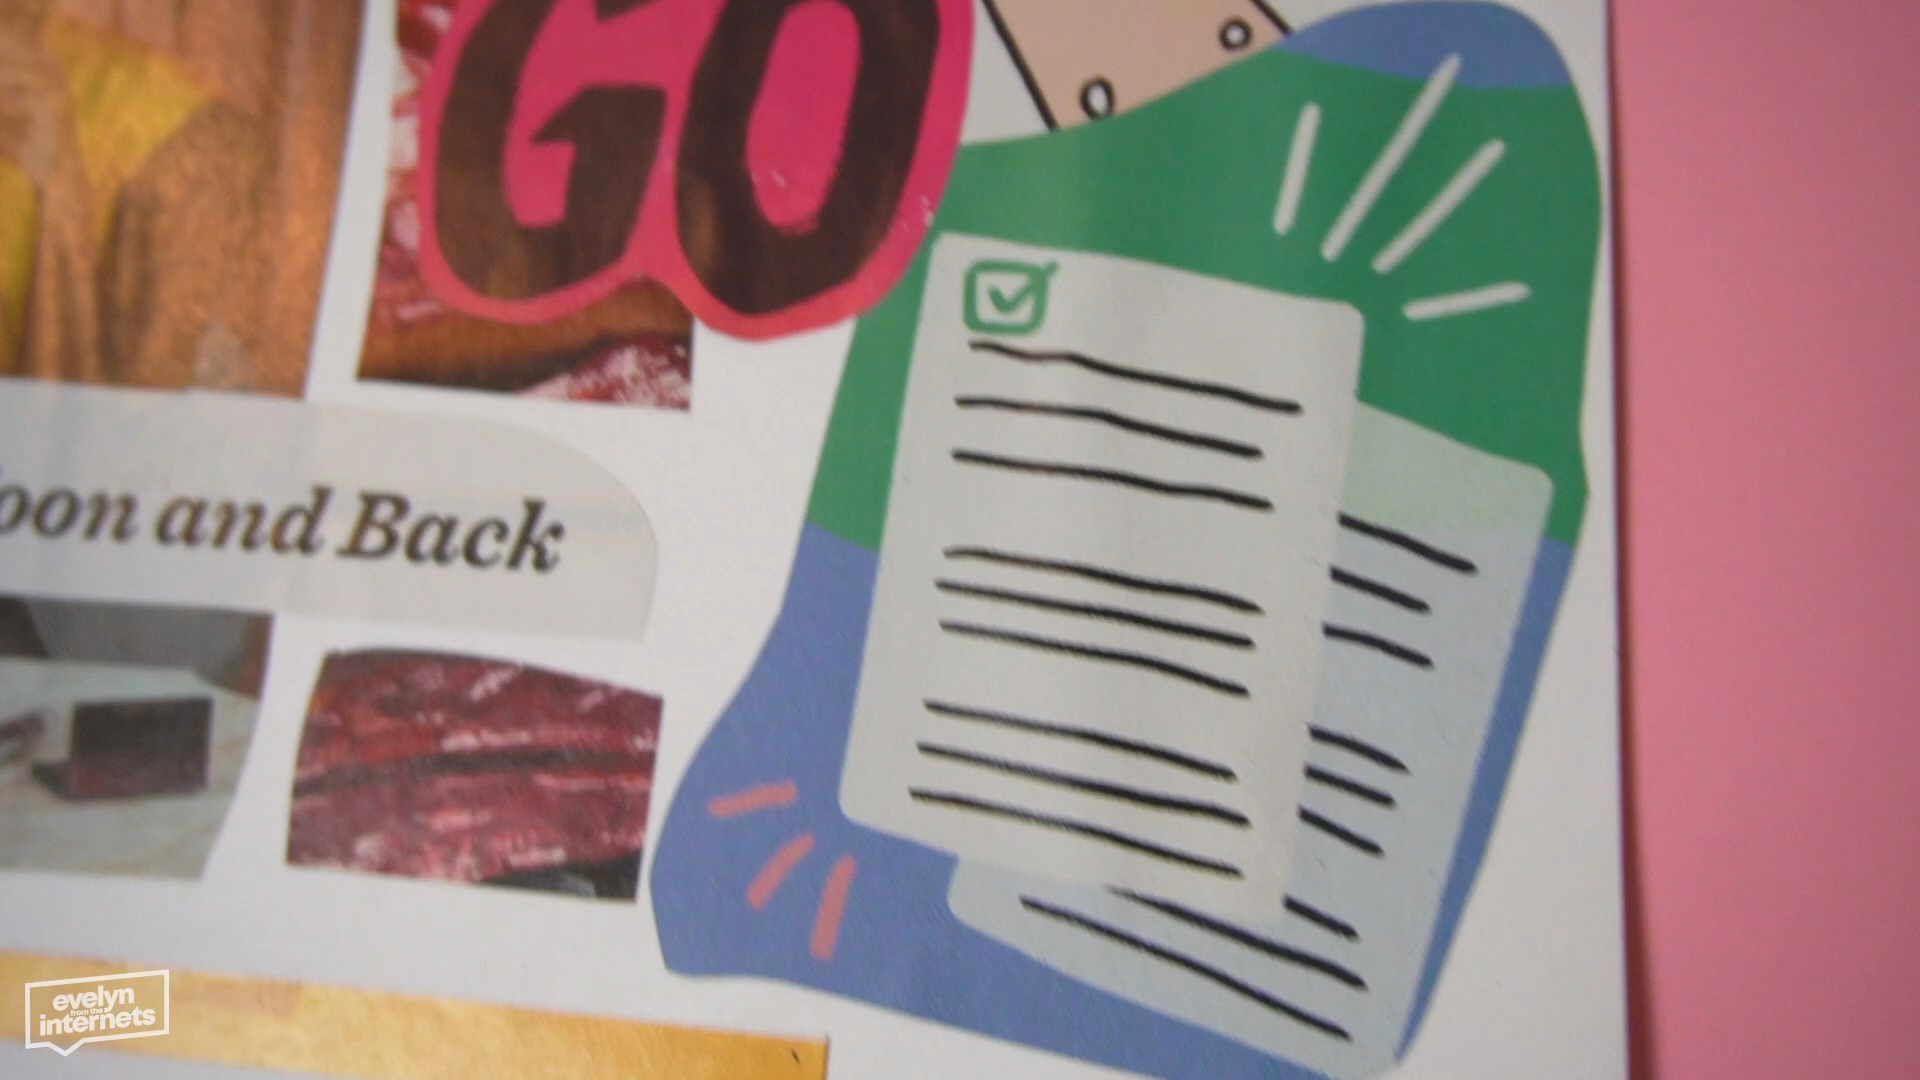 GO
oon and Back
evelyn
from the
internets